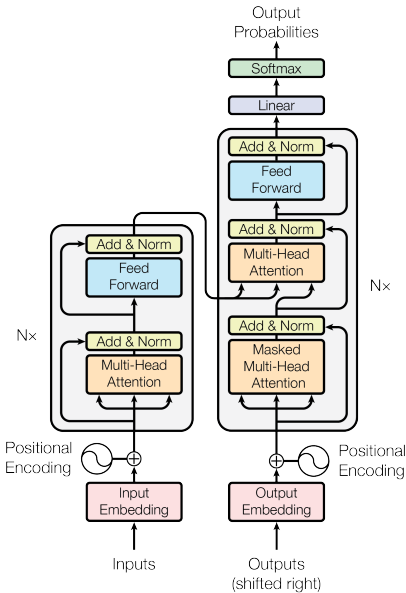 Output
Probabilities
Softmax
Linear
Add & Norm
Feed
Forward
Add & Norm
Multi-Head
Attention
Add & Norm
Masked
Multi-Head
Attention
N×
Add & Norm
Feed
Forward
Add & Norm
Multi-Head
Attention
N×
Positional
Encoding
Positional
Encoding
Input
Embedding
Output
Embedding
Inputs
Outputs
(shifted right)